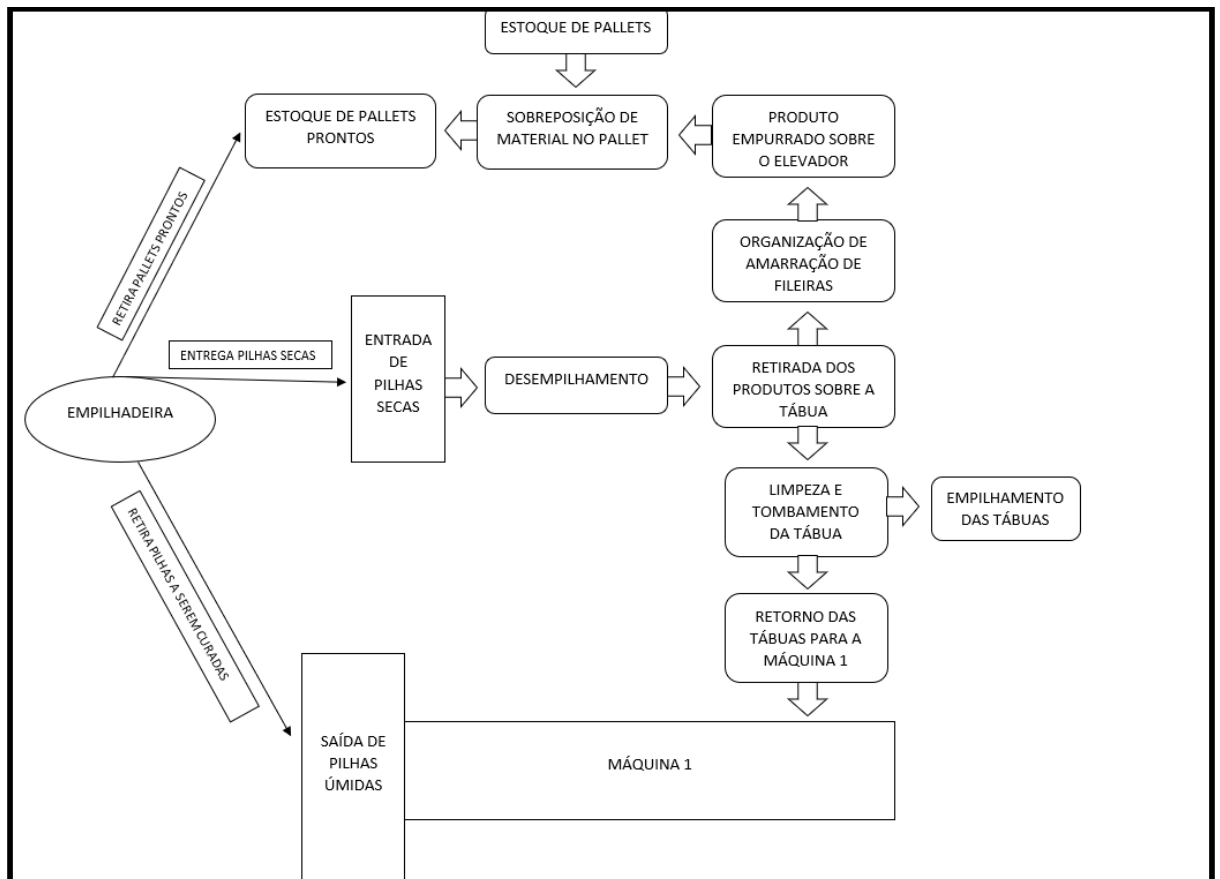 ESTOQUE DE PALLETS
ESTOQUE DE PALLETS
PRONTOS
SOBREPOSIÇÃO DE
MATERIAL NO PALLET
PRODUTO
EMPURRADO SOBRE
O ELEVADOR
RETIRA PALLETS PRONTOS
ORGANIZAÇÃO DE
AMARRAÇÃO DE
FILEIRAS
ENTREGA PILHAS SECAS
ENTRADA
DE
PILHAS
SECAS
DESEMPILHAMENTO
RETIRADA DOS
PRODUTOS SOBRE A
TÁBUA
EMPILHADEIRA
LIMPEZA E
TOMBAMENTO
DA TÁBUA
EMPILHAMENTO
DAS TÁBUAS
RETIRA PILHAS A SEREM CURADAS
RETORNO DAS
TÁBUAS PARA A
MÁQUINA 1
SAÍDA DE
PILHAS
ÚMIDAS
MÁQUINA 1